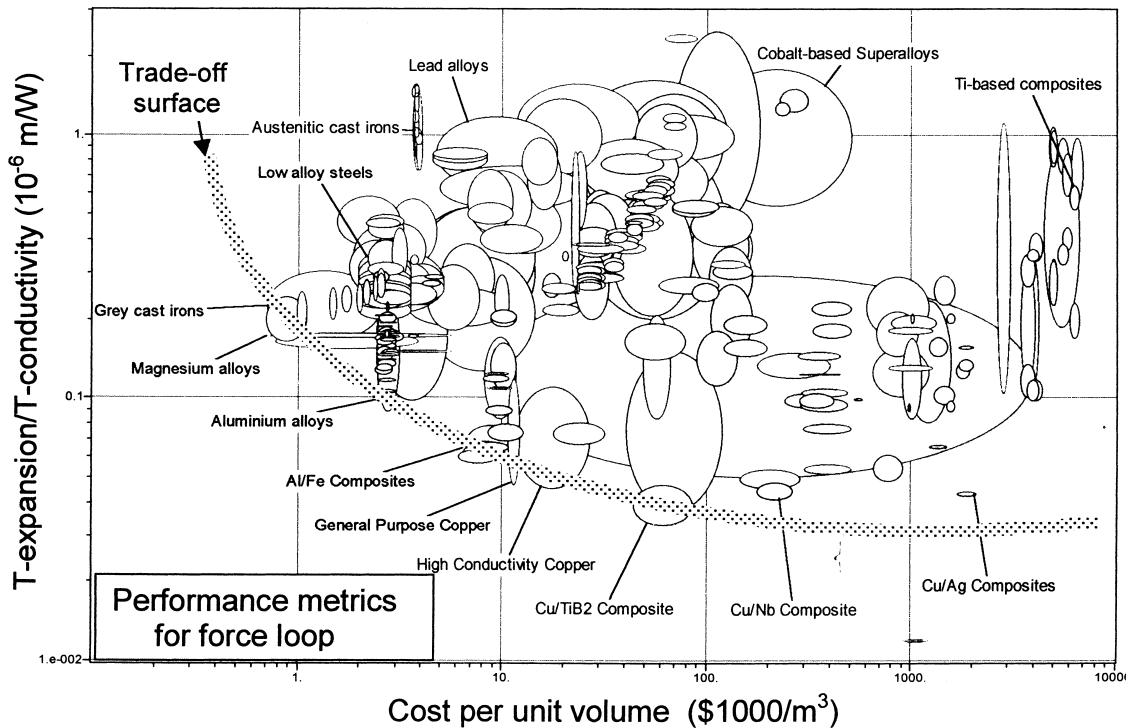 Trade-off
surface
Lead alloys
Cobalt-based Superalloys
Ti-based composites
Austenitic cast irons
Low alloy steels
Grey cast irons
Magnesium alloys
Aluminium alloys
Al/Fe Composites
General Purpose Copper
High Conductivity Copper
Cu/TiB2 Composite
Cu/Nb Composite
Cu/Ag Composites
Performance metrics
for force loop
T-expansion/T-conductivity (10⁻⁶ m/W)
1.
0.1
1.e-002
1.
10.
100.
1000.
10000
Cost per unit volume ($1000/m³)